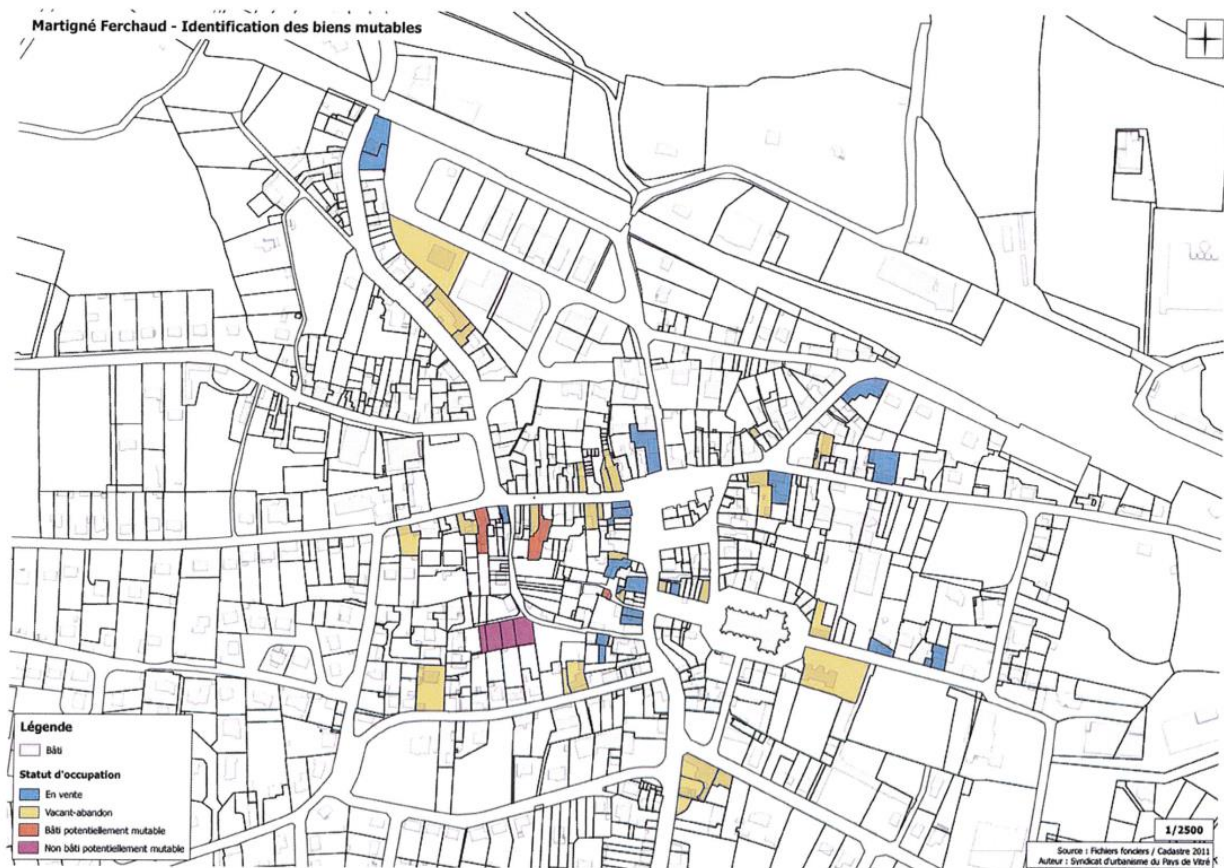 Martigné Ferchaud - Identification des biens mutables
Légende
Bâti
Statut d'occupation
En vente
Vacant-abandon
Bâti potentiellement mutable
Non bâti potentiellement mutable
1/2500
Source : Fichiers fonciers / Cadastre 2011
Auteur : Syndicat d'urbanisme du Pays de Vitré